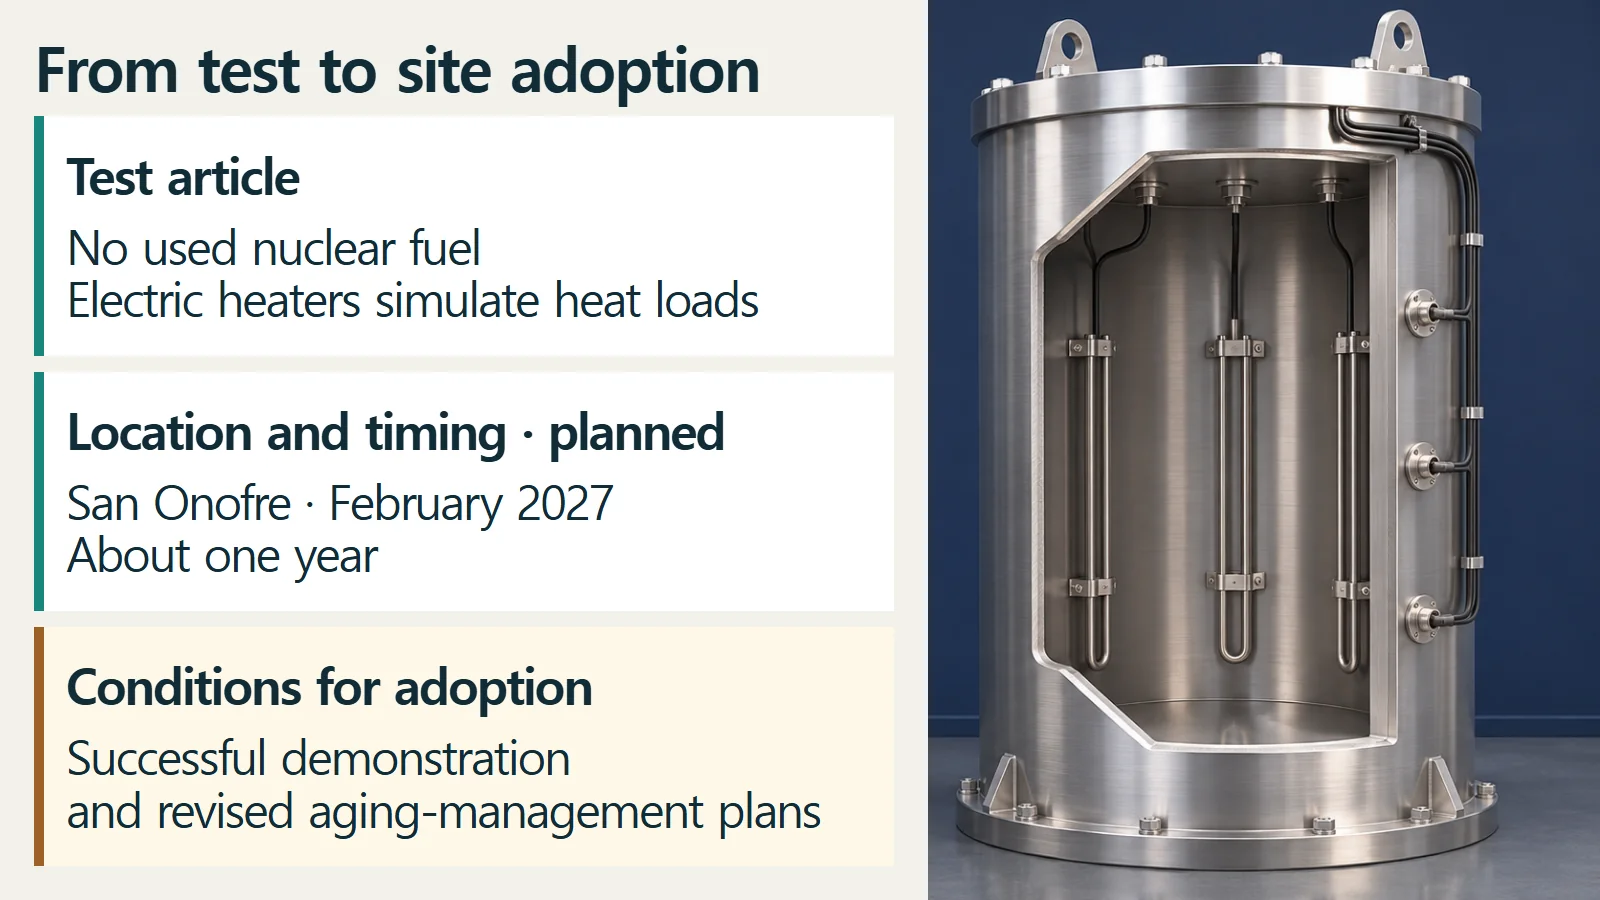 From test to site adoption
Test article
No used nuclear fuel
Electric heaters simulate heat loads
Location and timing · planned
San Onofre · February 2027
About one year
Conditions for adoption
Successful demonstration
and revised aging-management plans